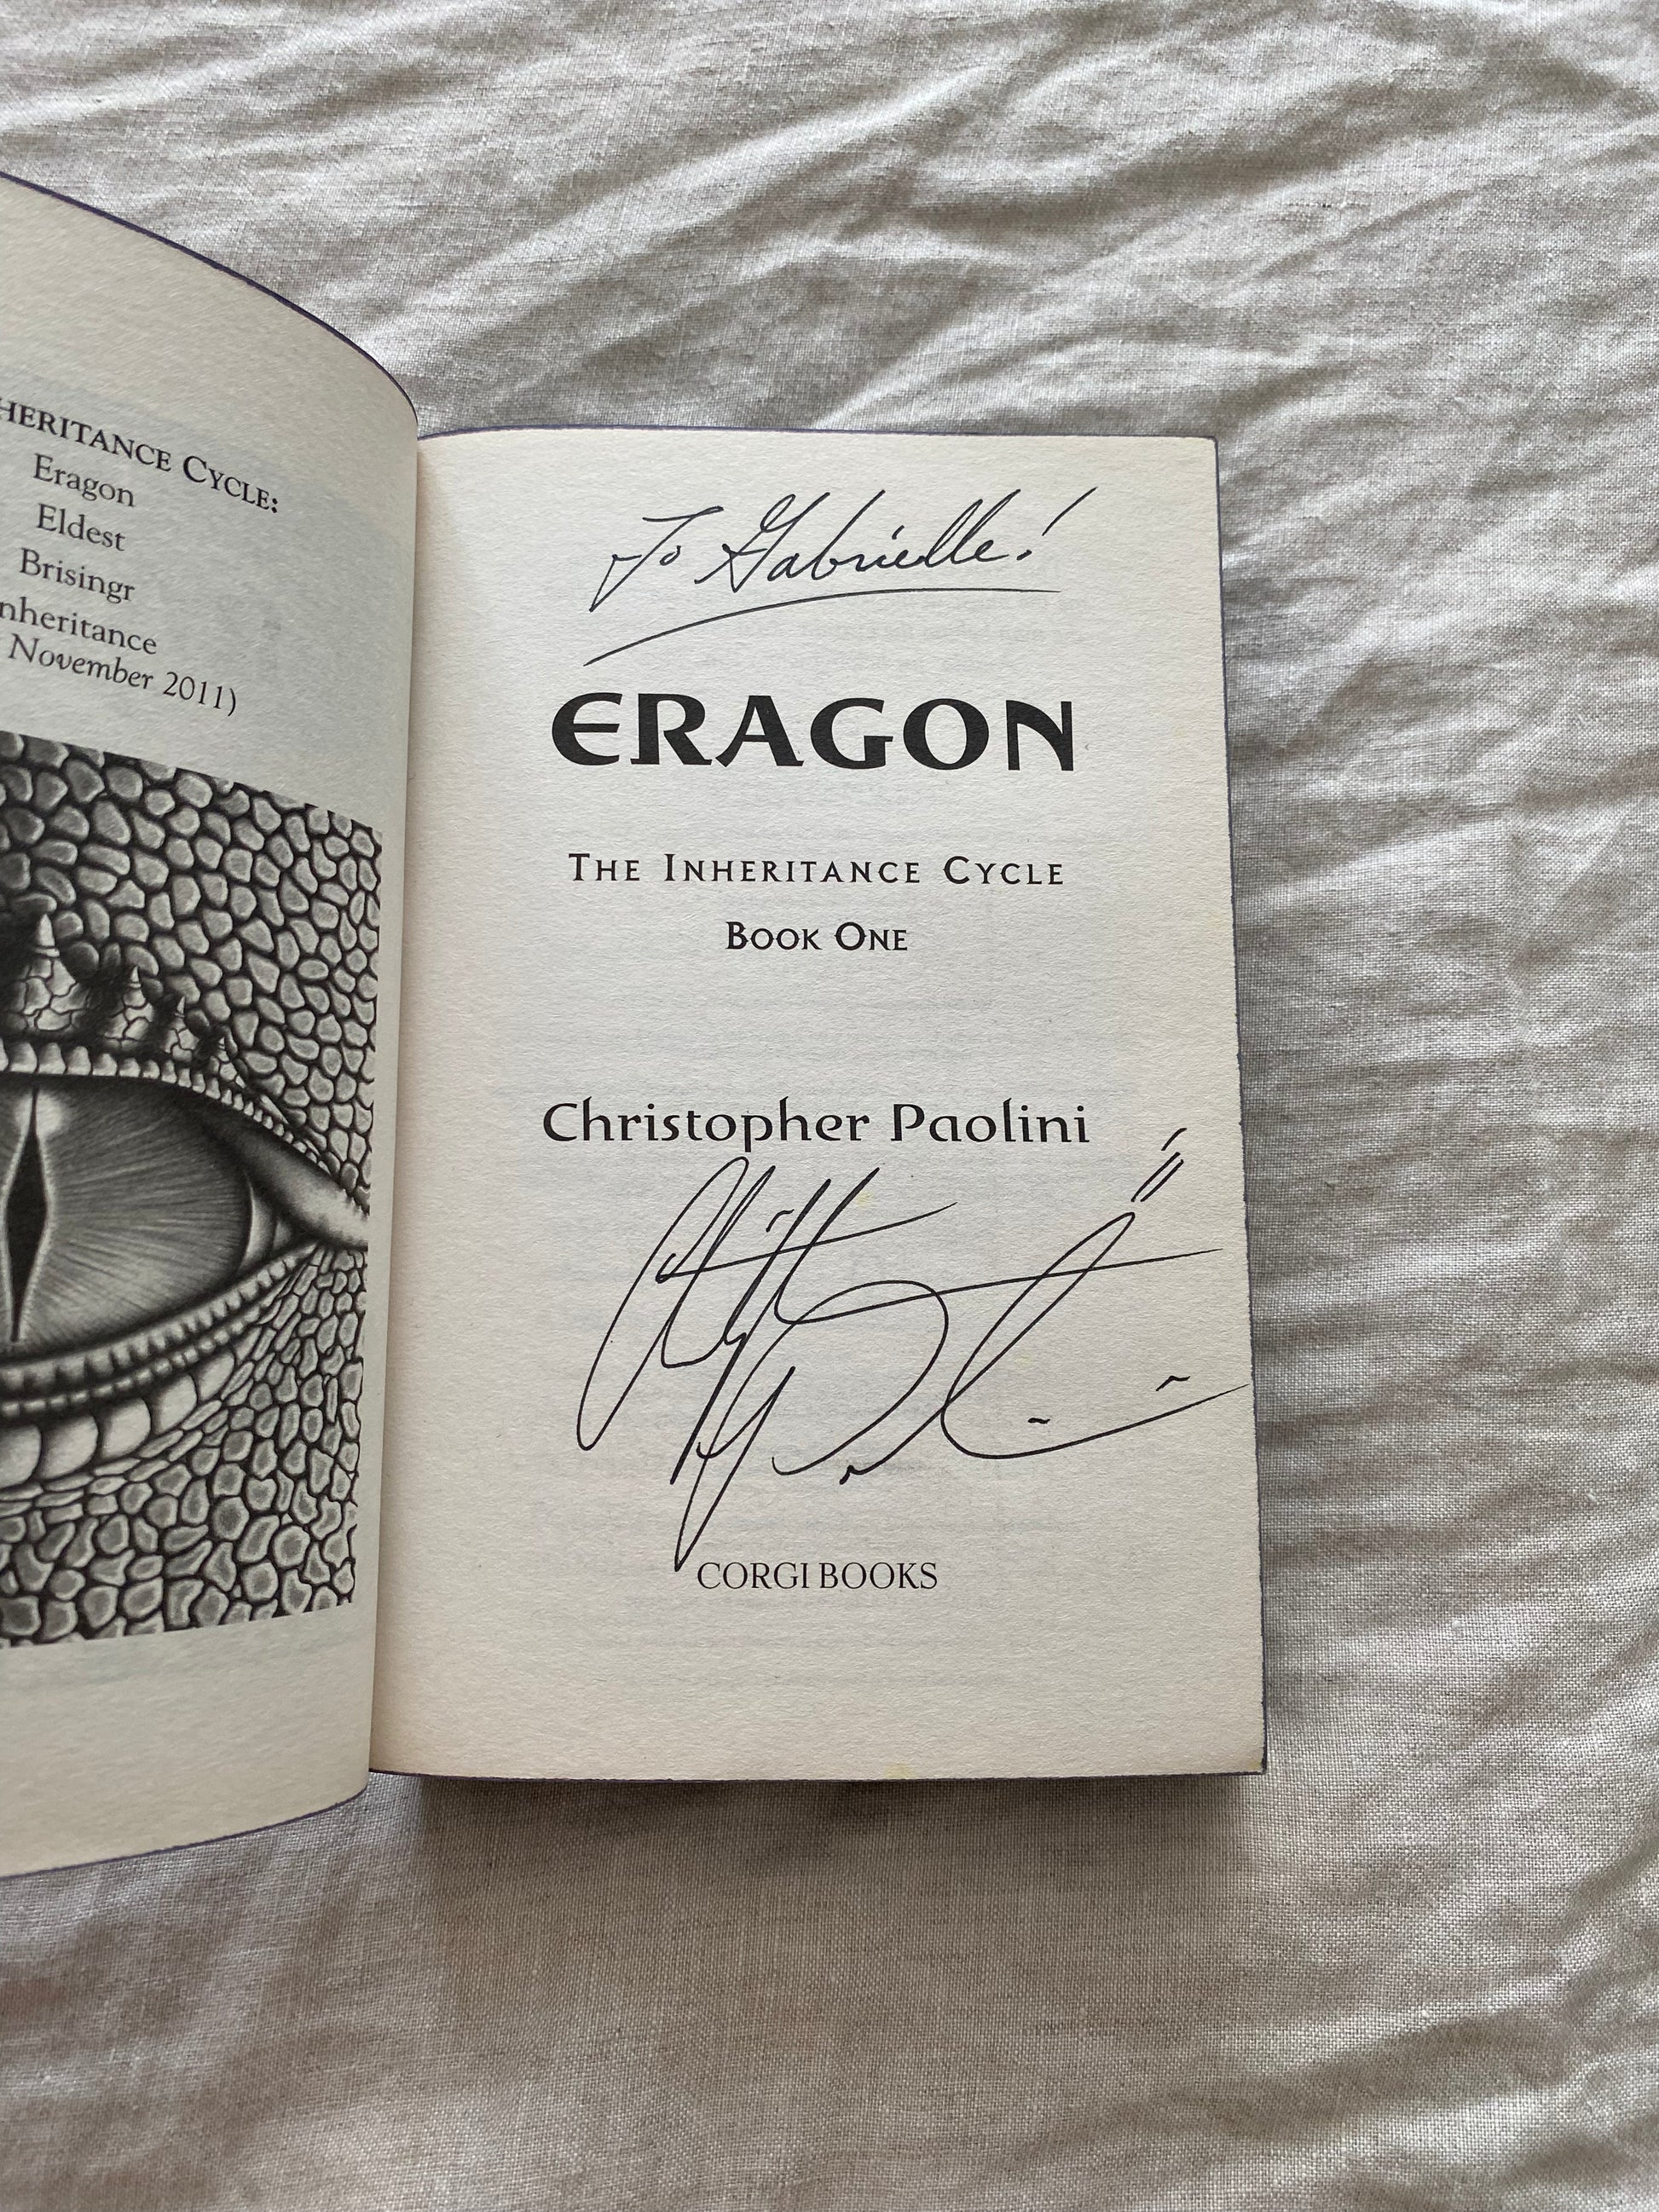 HERITANCE CYCLE:
Eragon
Eldest
Brisingr
nheritance
November 2011)
To Gabrielle!
ERAGON
THE INHERITANCE CYCLE
BOOK ONE
Christopher Paolini
CORGI BOOKS